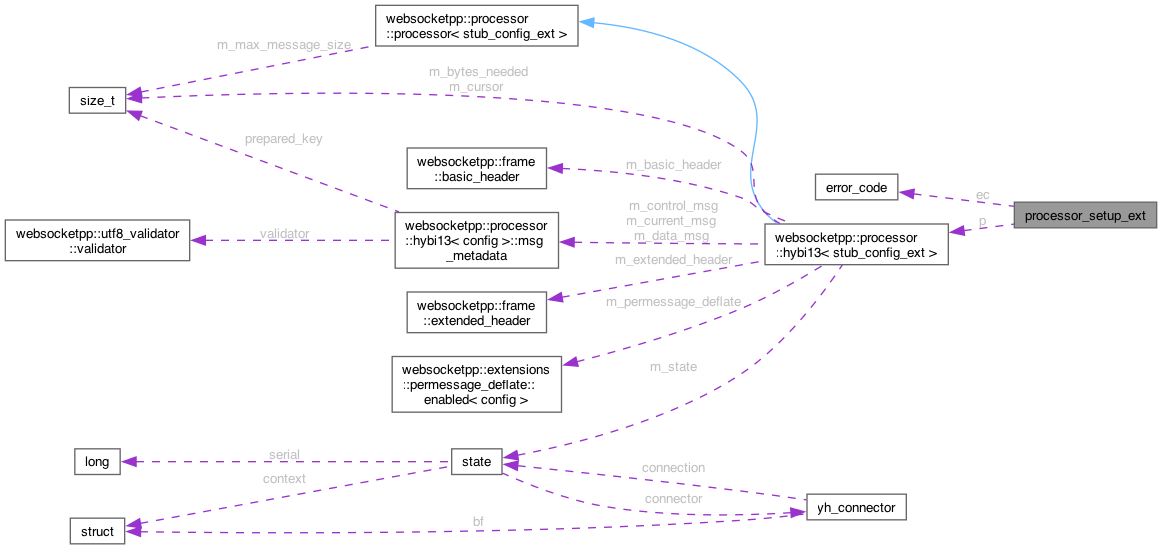 websocketpp::processor
::processor< stub_config_ext >
m_max_message_size
m_bytes_needed
m_cursor
size_t
prepared_key
websocketpp::frame
::basic_header
m_basic_header
error_code
ec
processor_setup_ext
p
m_control_msg
m_current_msg
m_data_msg
websocketpp::utf8_validator
::validator
validator
websocketpp::processor
::hybi13< config >::msg
_metadata
websocketpp::processor
::hybi13< stub_config_ext >
m_extended_header
websocketpp::frame
::extended_header
m_permessage_deflate
websocketpp::extensions
::permessage_deflate::
enabled< config >
m_state
long
serial
state
connection
context
connector
yh_connector
struct
bf